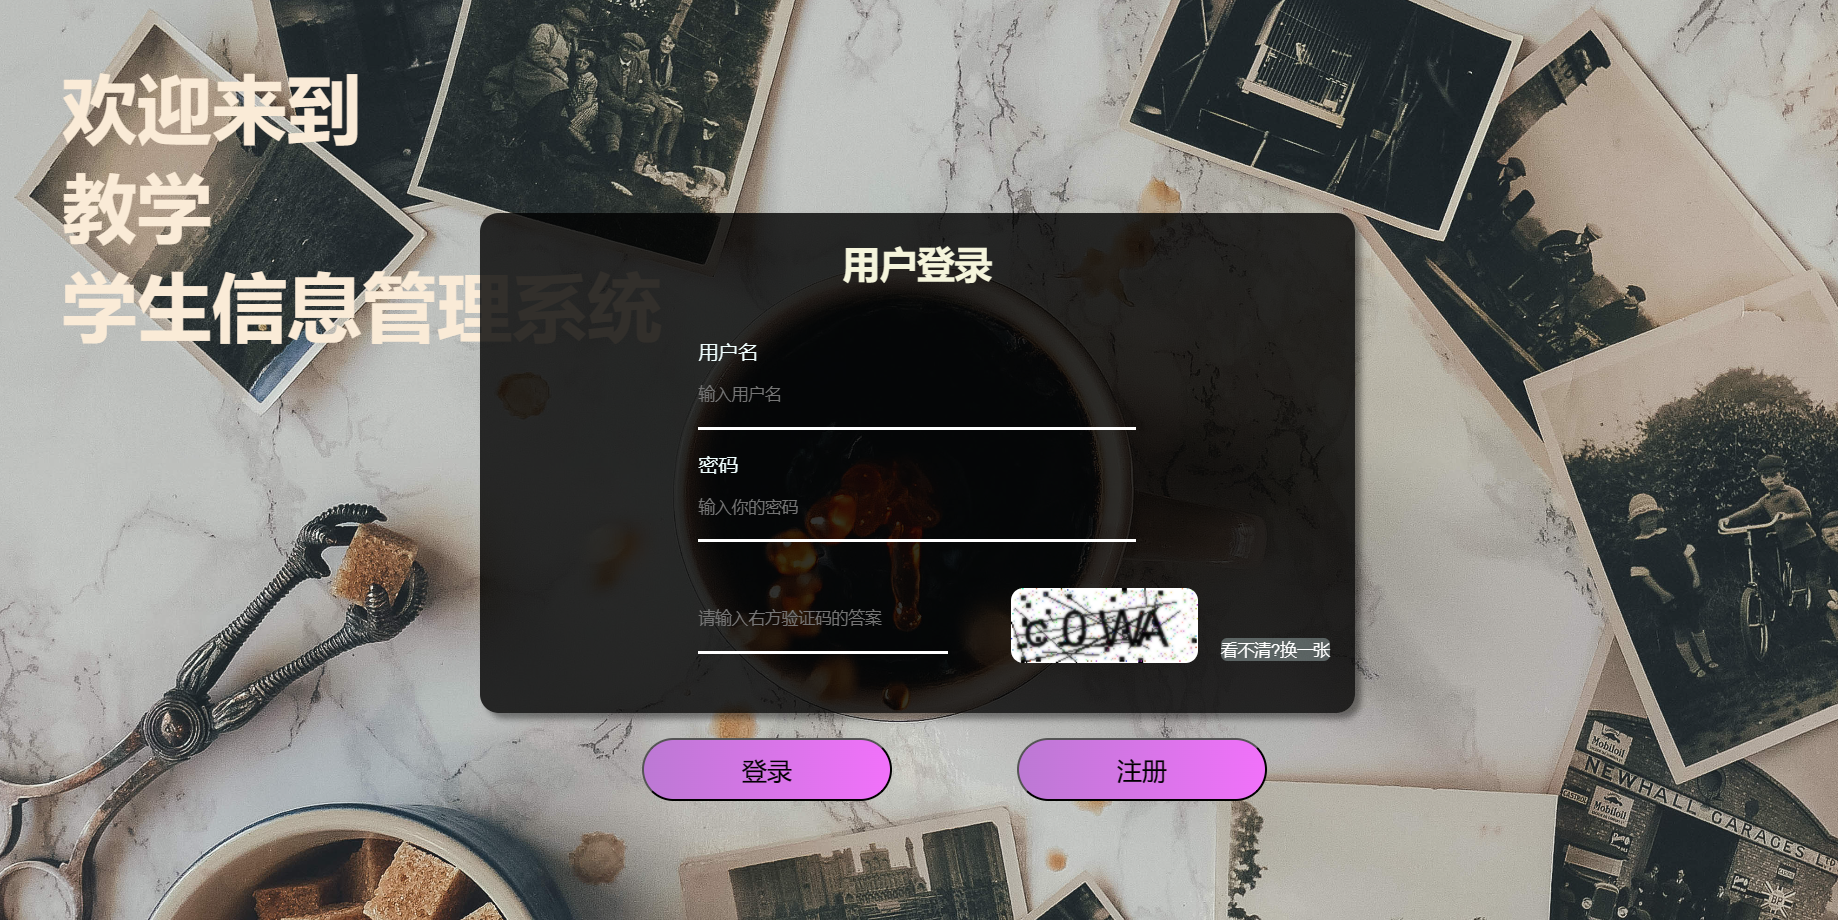 欢迎来到
教学
学生信息管理系统
用户登录
用户名
输入用户名
密码
输入你的密码
请输入右方验证码的答案
c0WA
看不清?换一张
登录
注册
Mobiloil
NEWHALL GARAGES L
CASTROL
Mobiloil